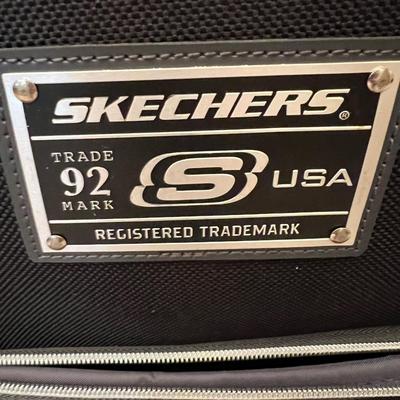 SKECHERS®
TRADE
92
MARK
S USA
REGISTERED TRADEMARK